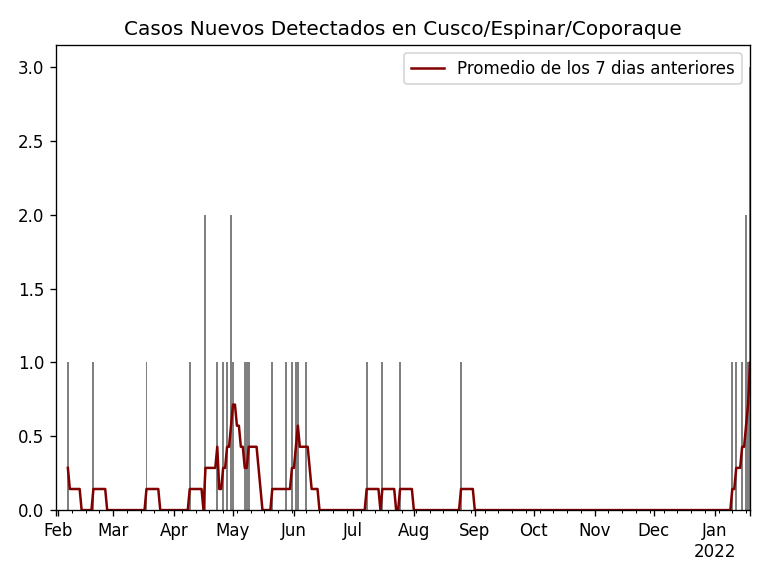 Casos Nuevos Detectados en Cusco/Espinar/Coporaque
Promedio de los 7 dias anteriores
3.0
2.5
2.0
1.5
1.0
0.5
0.0
Feb Mar Apr May Jun Jul Aug Sep Oct Nov Dec Jan
2022